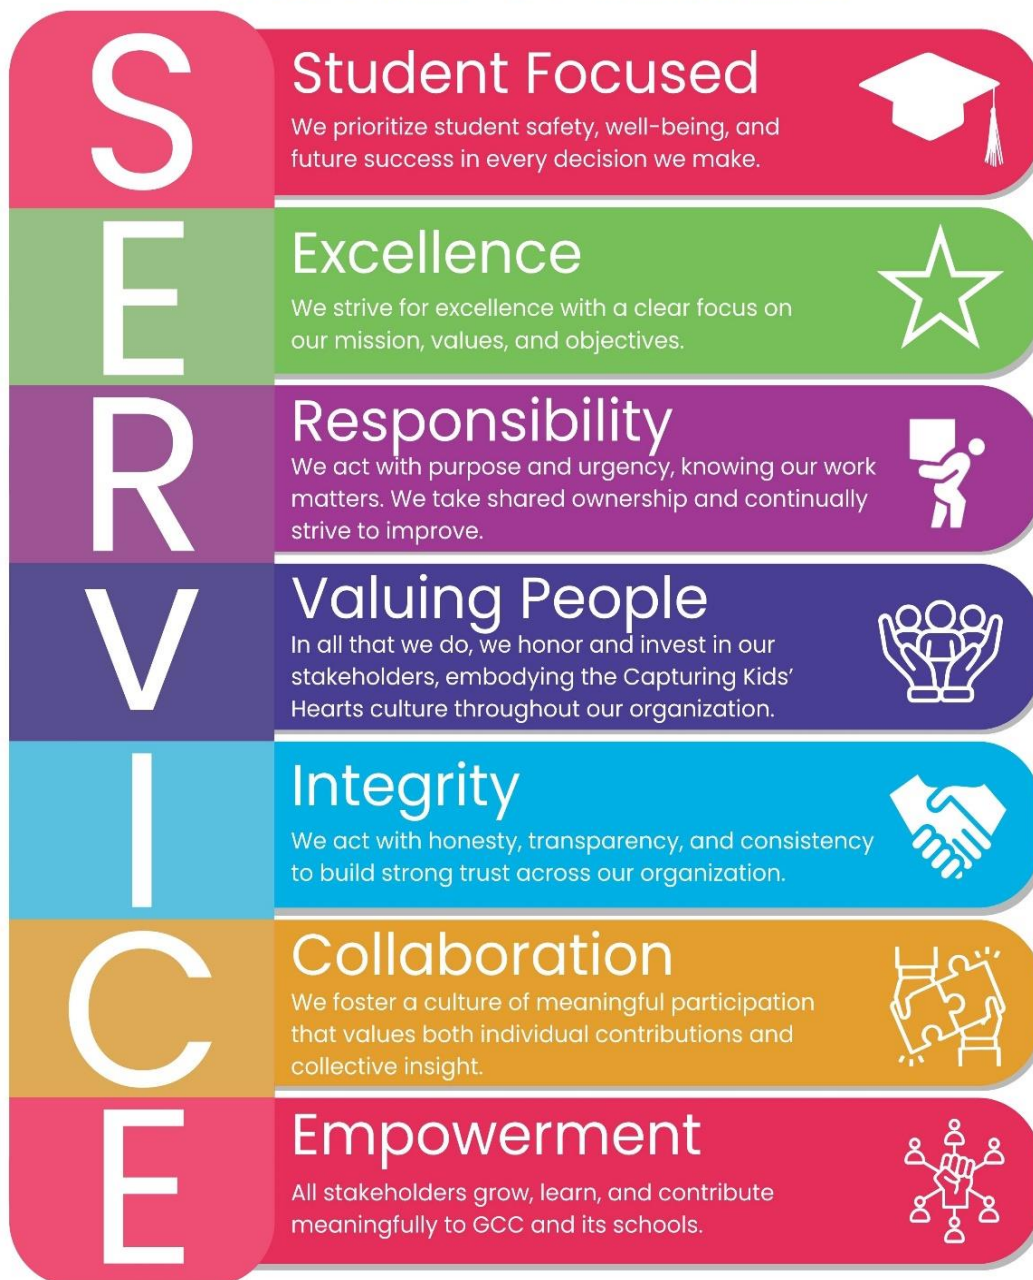 S
Student Focused
We prioritize student safety, well-being, and
future success in every decision we make.
E
Excellence
We strive for excellence with a clear focus on
our mission, values, and objectives.
R
Responsibility
We act with purpose and urgency, knowing our work
matters. We take shared ownership and continually
strive to improve.
V
Valuing People
In all that we do, we honor and invest in our
stakeholders, embodying the Capturing Kids’
Hearts culture throughout our organization.
I
Integrity
We act with honesty, transparency, and consistency
to build strong trust across our organization.
C
Collaboration
We foster a culture of meaningful participation
that values both individual contributions and
collective insight.
E
Empowerment
All stakeholders grow, learn, and contribute
meaningfully to GCC and its schools.